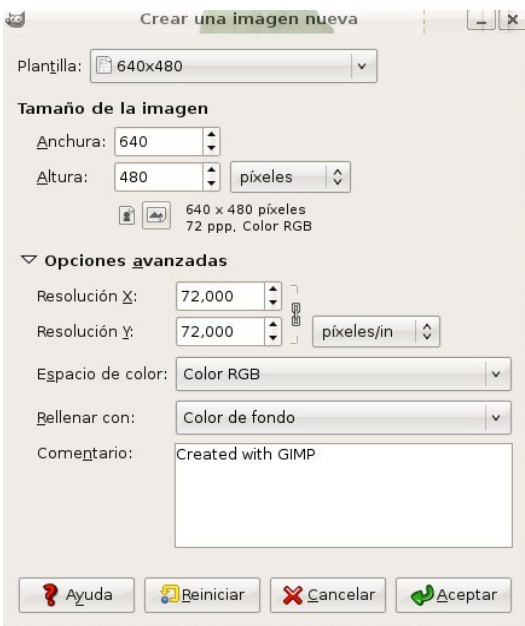 Crear una imagen nueva
Plantilla: 640x480
Tamaño de la imagen
Anchura: 640
Altura: 480 píxeles
640 x 480 píxeles
72 ppp, Color RGB
Opciones avanzadas
Resolución X: 72,000
Resolución Y: 72,000 píxeles/in
Espacio de color: Color RGB
Rellenar con: Color de fondo
Comentario: Created with GIMP
Ayuda Reiniciar Cancelar Aceptar